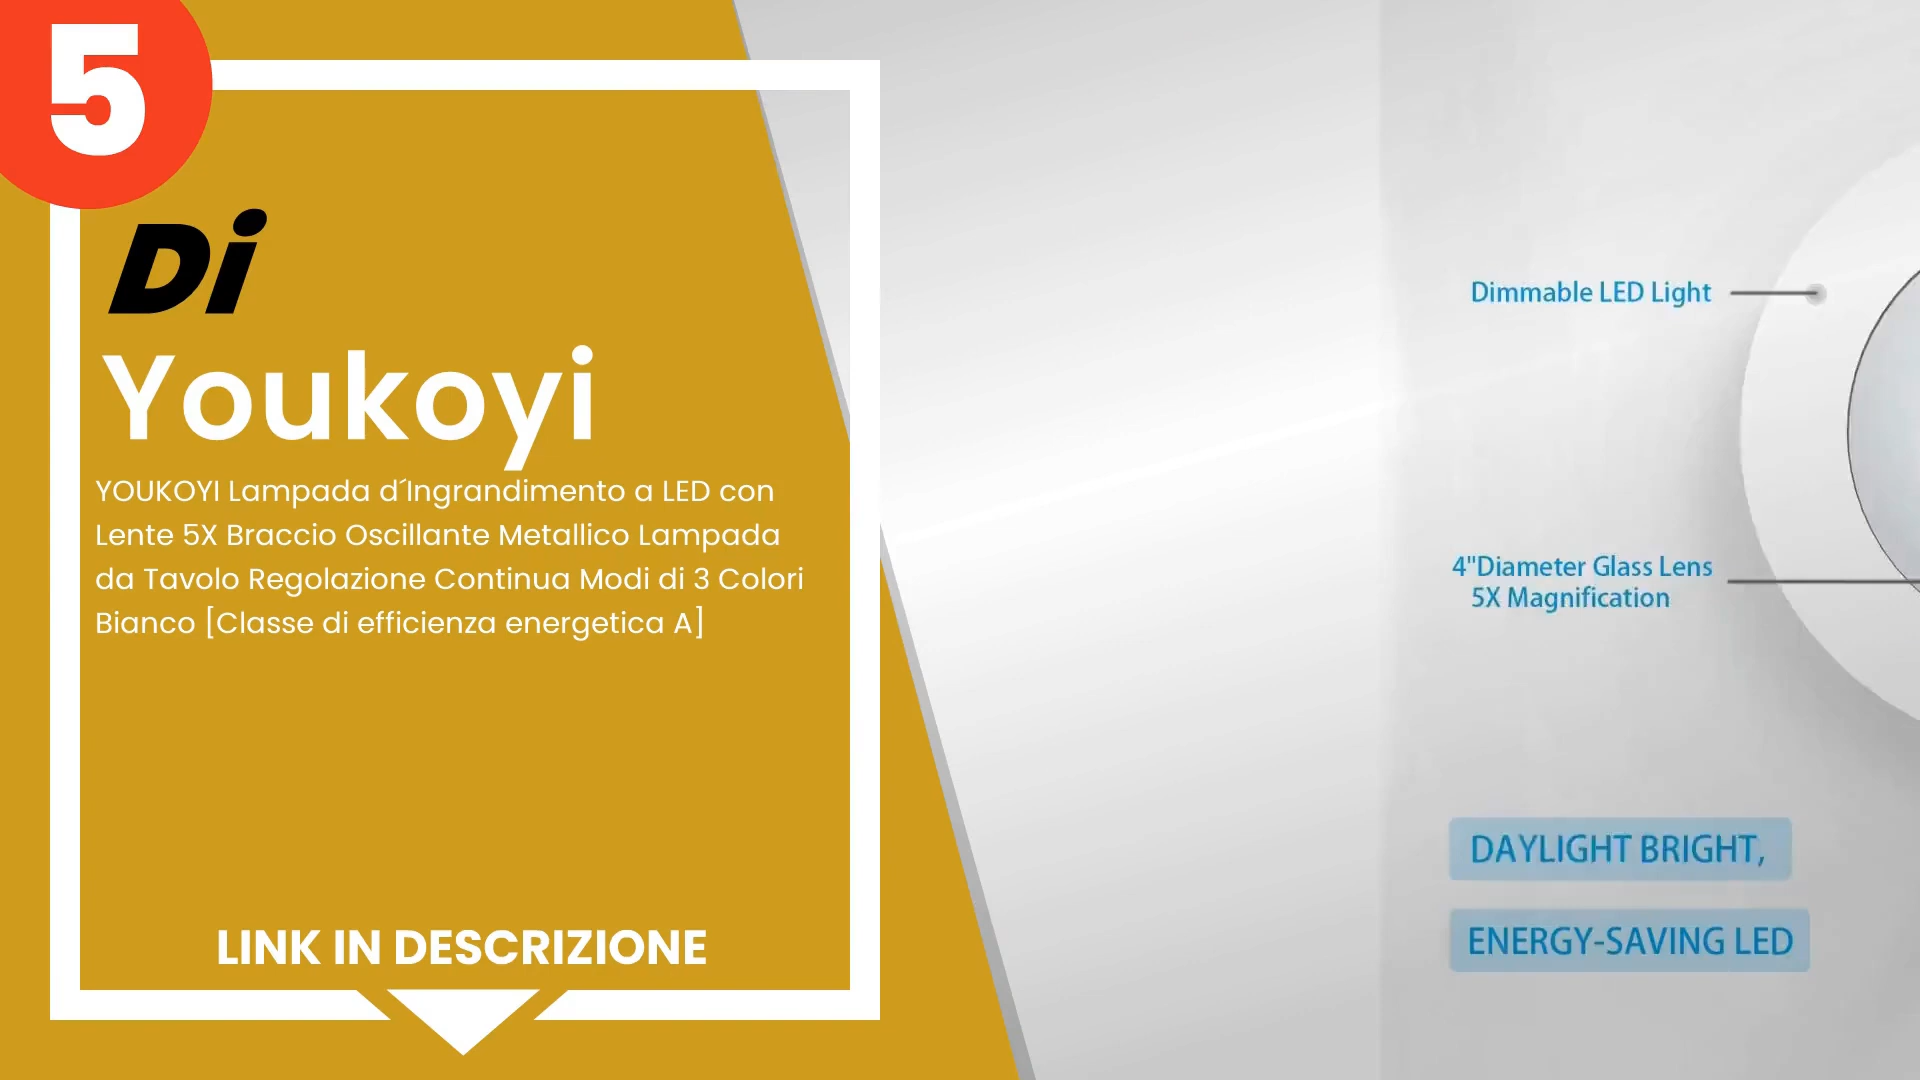 5
Di
Youkoyi
YOUKOYI Lampada d´Ingrandimento a LED con
Lente 5X Braccio Oscillante Metallico Lampada
da Tavolo Regolazione Continua Modi di 3 Colori
Bianco [Classe di efficienza energetica A]
LINK IN DESCRIZIONE
Dimmable LED Light
4"Diameter Glass Lens
5X Magnification
DAYLIGHT BRIGHT,
ENERGY-SAVING LED